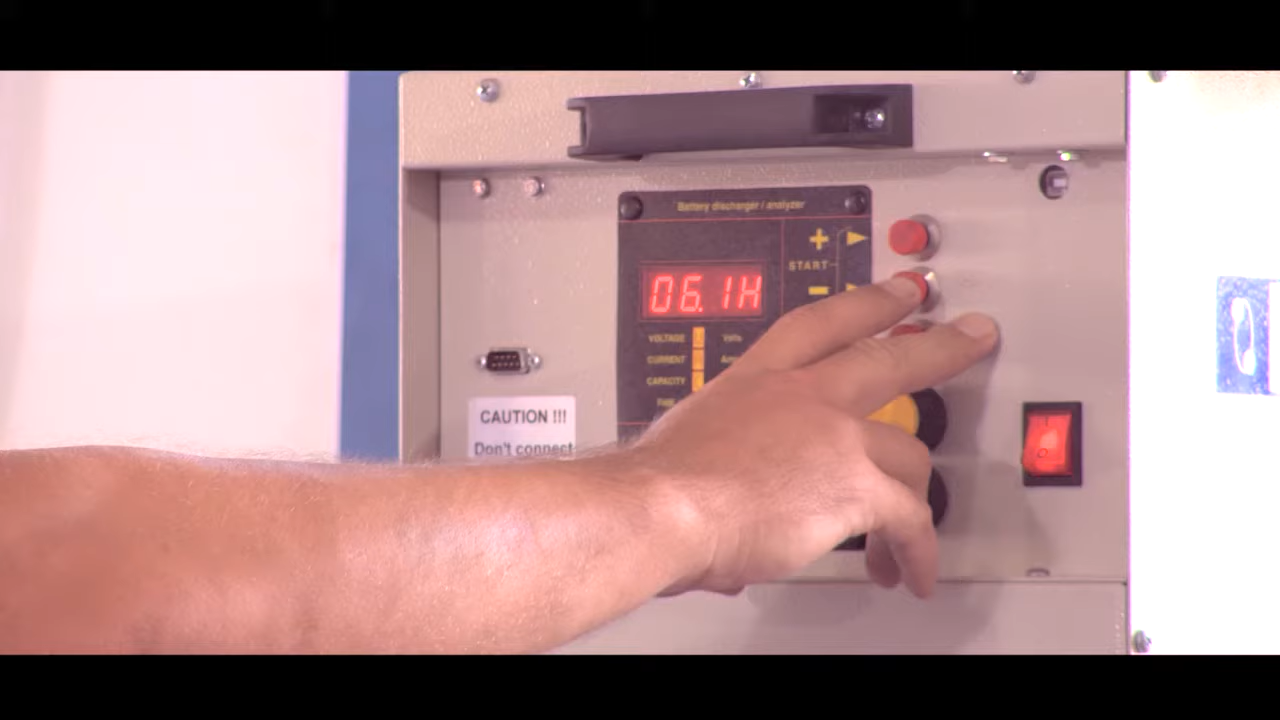 Battery discharger / analyzer
+
START
06.1H
VOLTAGE Volts
CURRENT
CAPACITY
CAUTION !!!
Don't connect